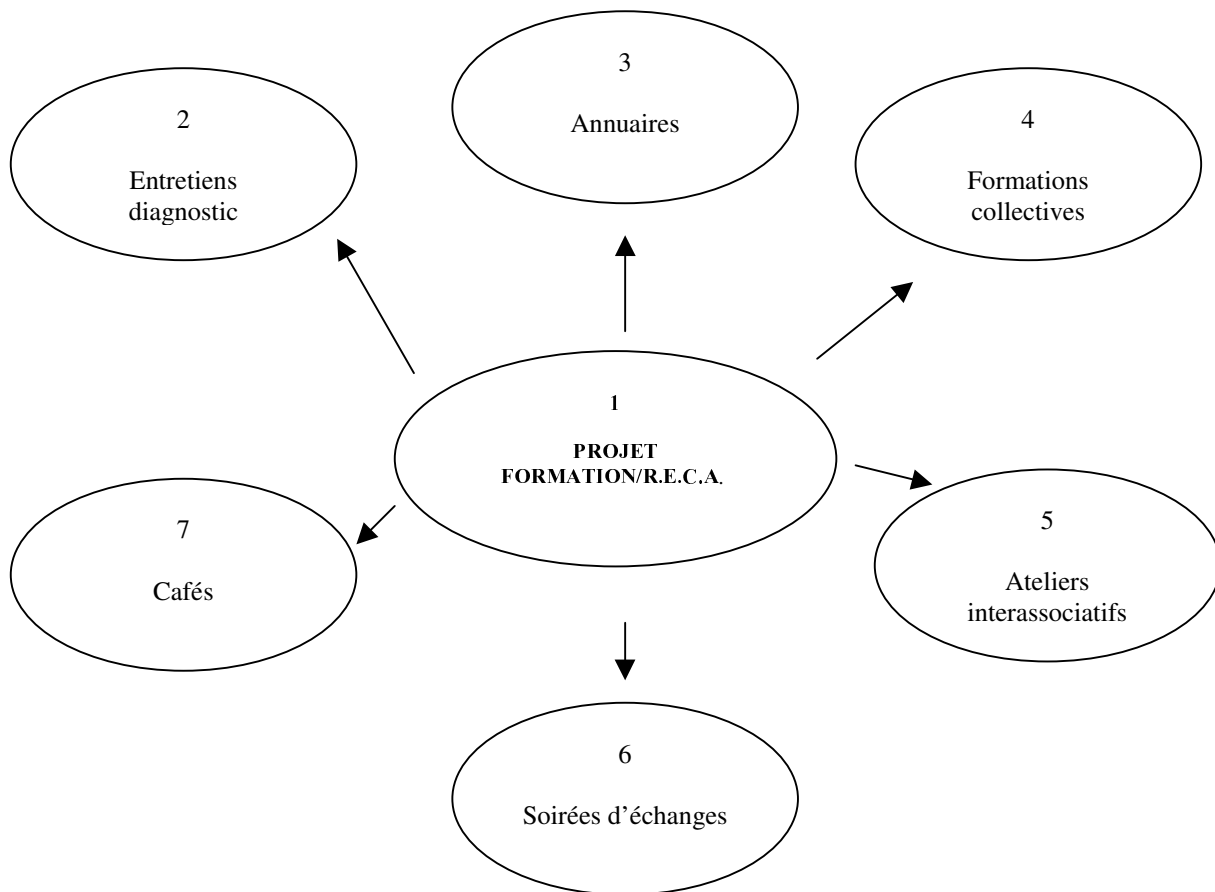 3
Annuaires
2
Entretiens
diagnostic
4
Formations
collectives
1
PROJET
FORMATION/R.E.C.A.
7
Cafés
5
Ateliers
interassociatifs
6
Soirées d’échanges